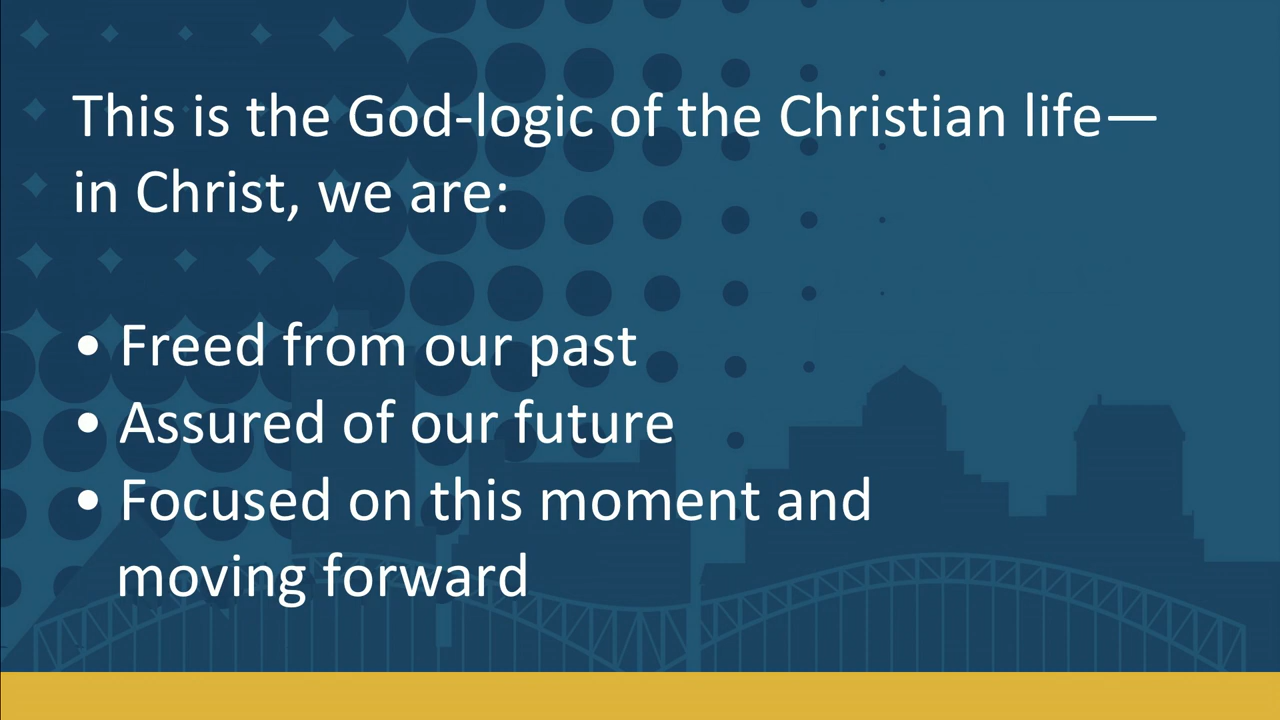 This is the God-logic of the Christian life—
in Christ, we are:
• Freed from our past
• Assured of our future
• Focused on this moment and
moving forward